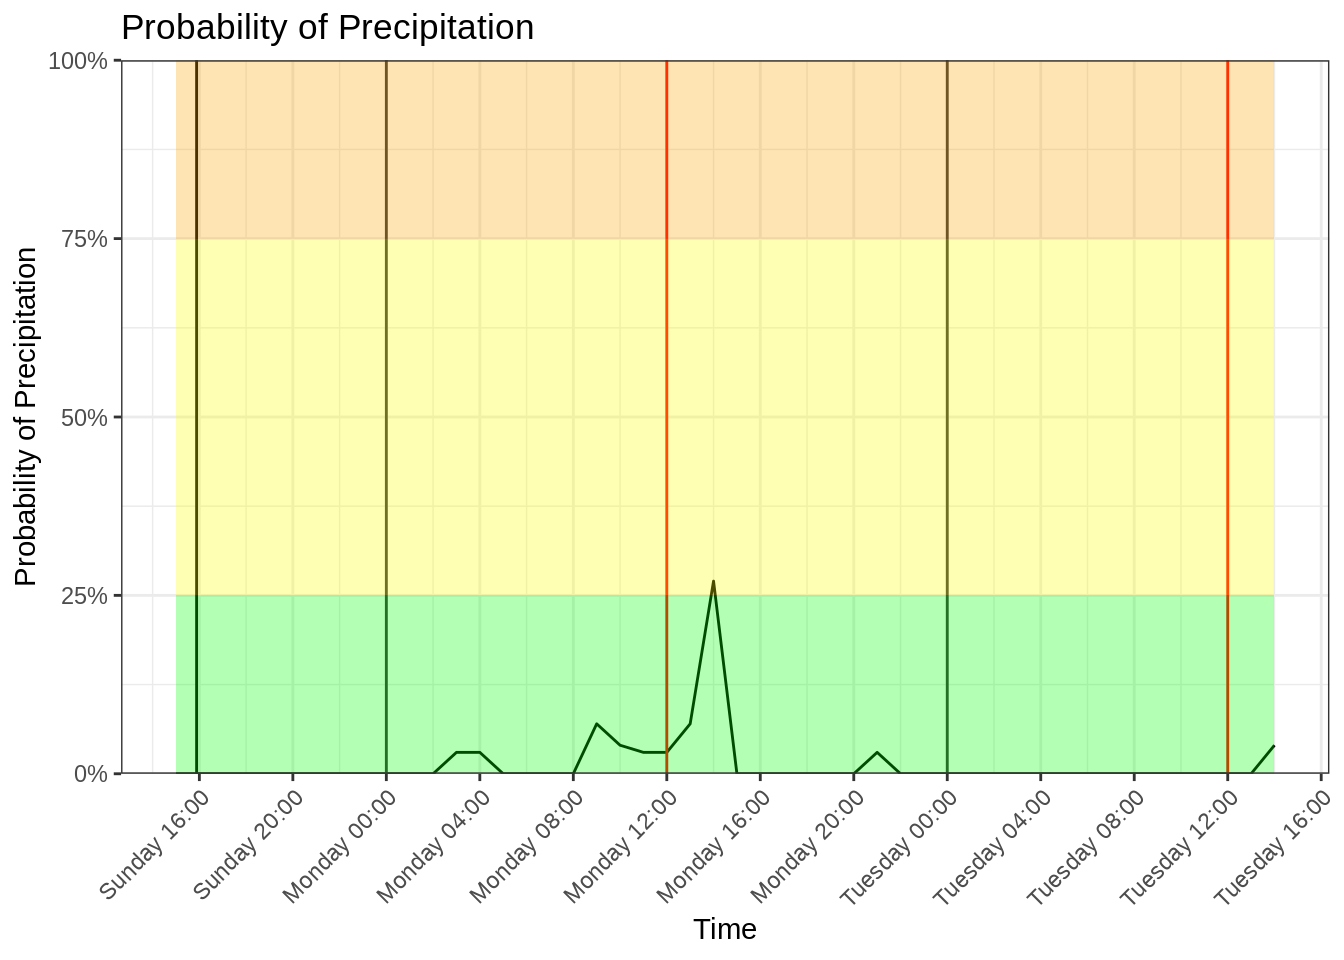 Probability of Precipitation
Probability of Precipitation
100%
75%
50%
25%
0%
Sunday 16:00
Sunday 20:00
Monday 00:00
Monday 04:00
Monday 08:00
Monday 12:00
Monday 16:00
Monday 20:00
Tuesday 00:00
Tuesday 04:00
Tuesday 08:00
Tuesday 12:00
Tuesday 16:00
Time